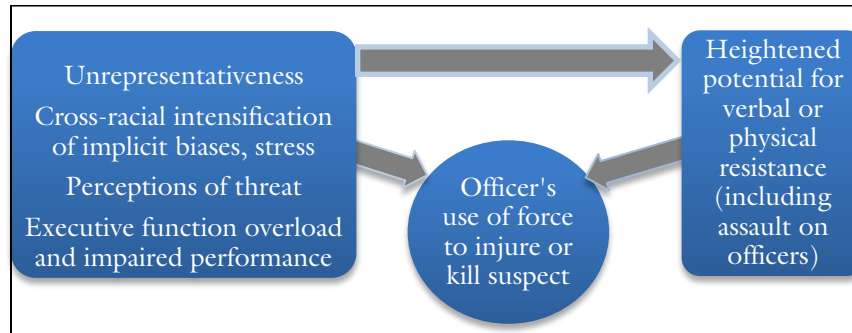 Unrepresentativeness
Cross-racial intensification
of implicit biases, stress
Perceptions of threat
Executive function overload
and impaired performance
Officer's
use of force
to injure or
kill suspect
Heightened
potential for
verbal or
physical
resistance
(including
assault on
officers)